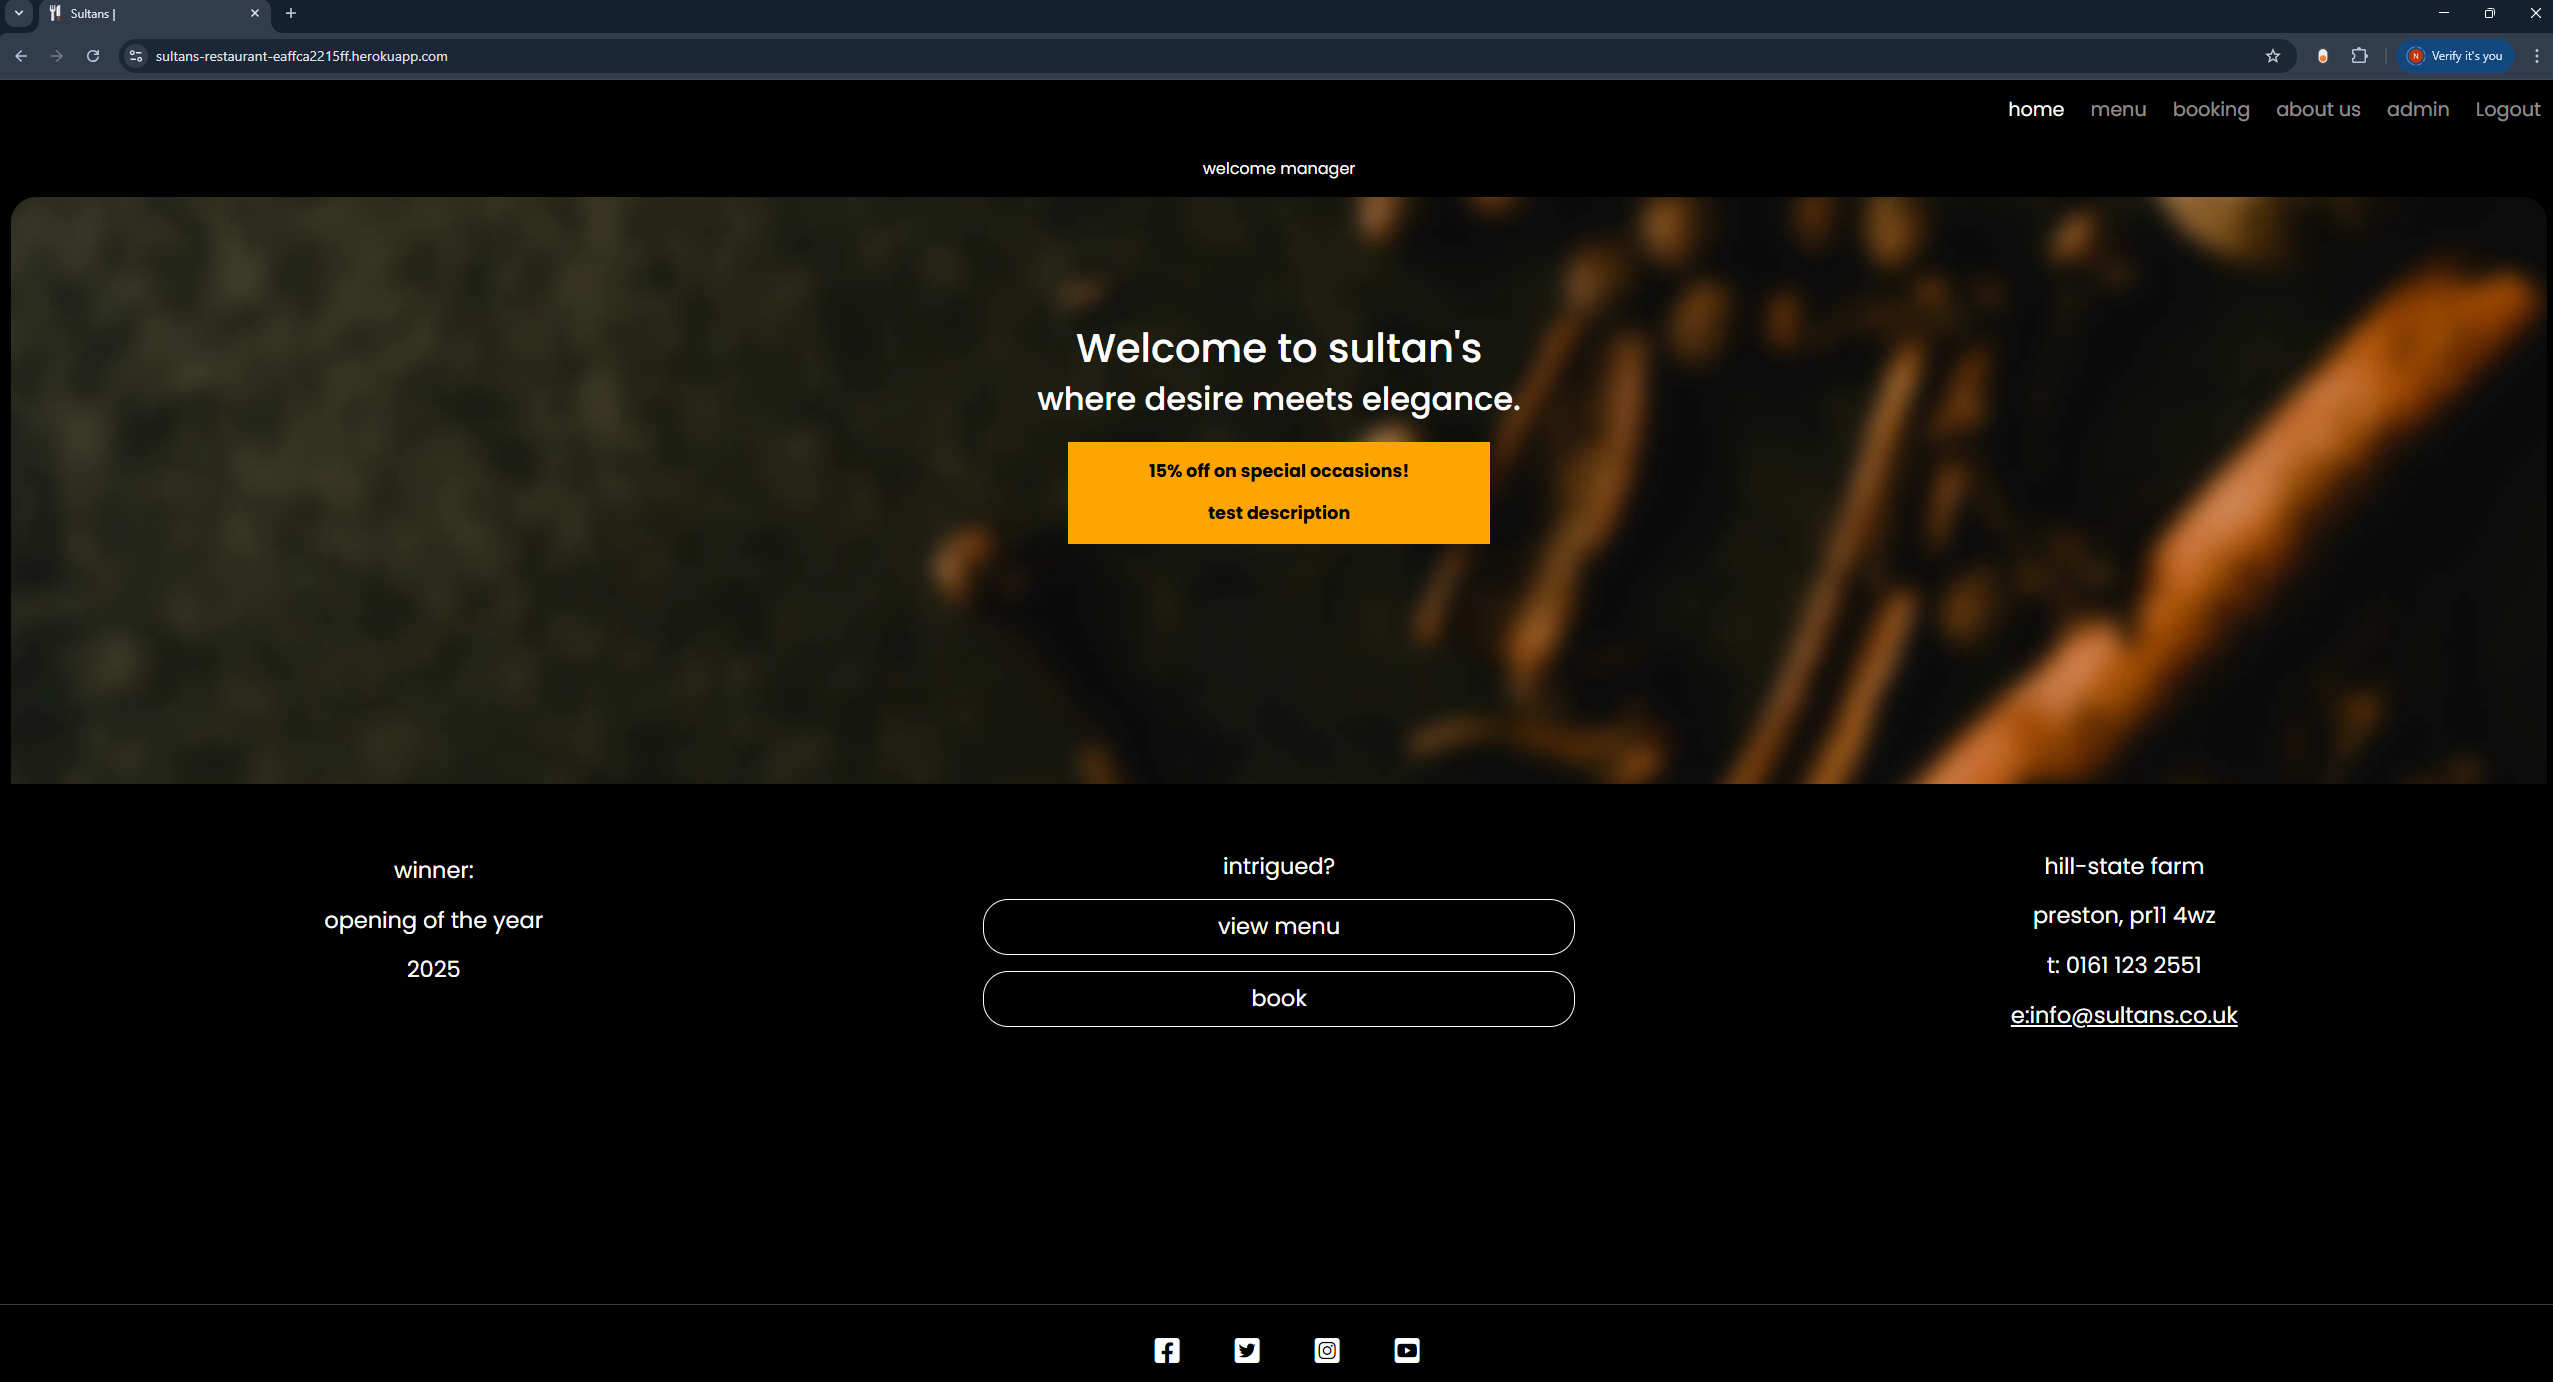 Sultans |
sultans-restaurant-eaffca2215ff.herokuapp.com
N Verify it's you
home menu booking about us admin Logout
welcome manager
Welcome to sultan's
where desire meets elegance.
15% off on special occasions!
test description
winner:
opening of the year
2025
intrigued?
view menu
book
hill-state farm
preston, pr11 4wz
t: 0161 123 2551
e:info@sultans.co.uk